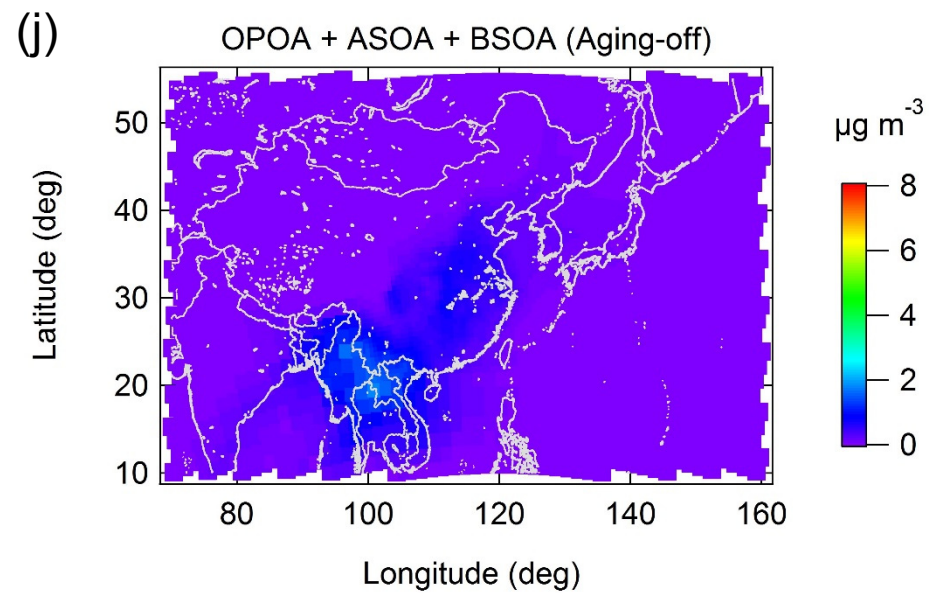 (j)
OPOA + ASOA + BSOA (Aging-off)
µg m-3
50
40
30
20
10
Latitude (deg)
8
6
4
2
0
80 100 120 140 160
Longitude (deg)